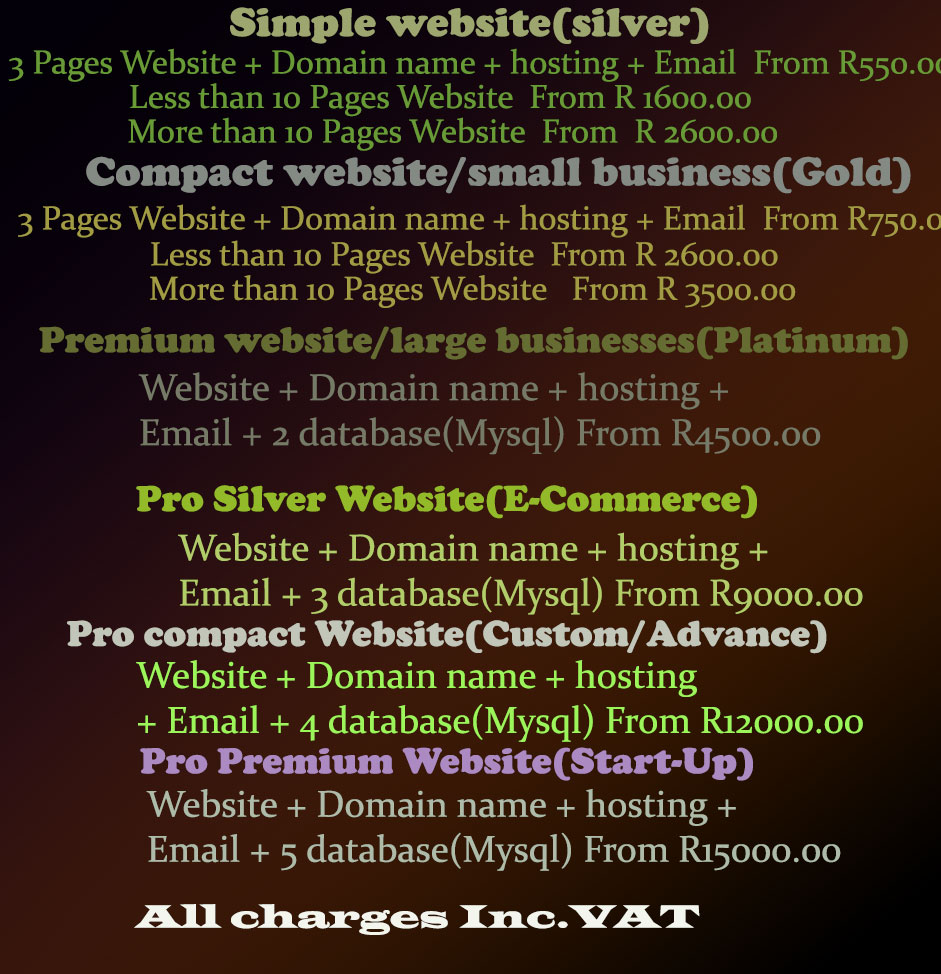 Simple website(silver)
3 Pages Website + Domain name + hosting + Email From R550.00
Less than 10 Pages Website From R 1600.00
More than 10 Pages Website From R 2600.00
Compact website/small business(Gold)
3 Pages Website + Domain name + hosting + Email From R750.0
Less than 10 Pages Website From R 2600.00
More than 10 Pages Website From R 3500.00
Premium website/large businesses(Platinum)
Website + Domain name + hosting +
Email + 2 database(Mysql) From R4500.00
Pro Silver Website(E-Commerce)
Website + Domain name + hosting +
Email + 3 database(Mysql) From R9000.00
Pro compact Website(Custom/Advance)
Website + Domain name + hosting
+ Email + 4 database(Mysql) From R12000.00
Pro Premium Website(Start-Up)
Website + Domain name + hosting +
Email + 5 database(Mysql) From R15000.00
All charges Inc.VAT